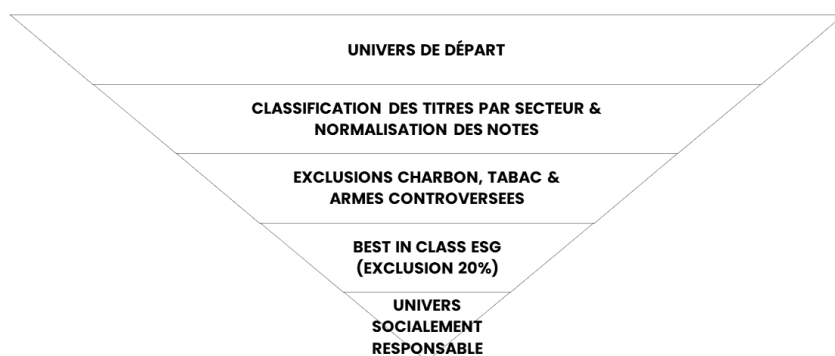 UNIVERS DE DÉPART
CLASSIFICATION DES TITRES PAR SECTEUR &
NORMALISATION DES NOTES
EXCLUSIONS CHARBON, TABAC &
ARMES CONTROVERSEES
BEST IN CLASS ESG
(EXCLUSION 20%)
UNIVERS
SOCIALEMENT
RESPONSABLE